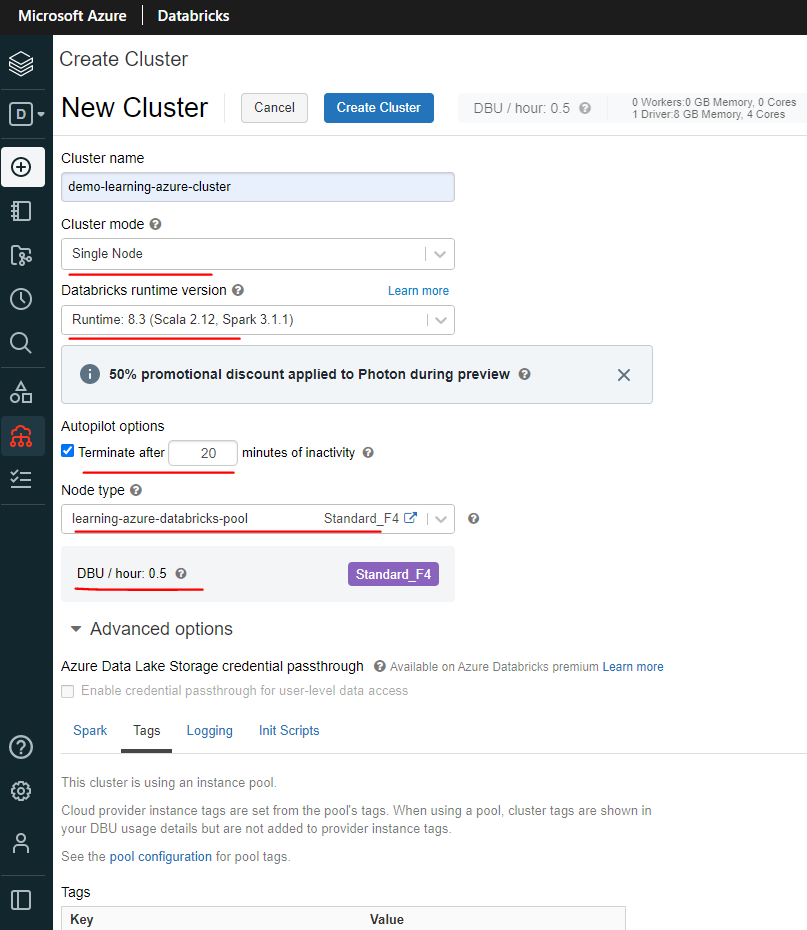 Microsoft Azure Databricks
Create Cluster
New Cluster Cancel Create Cluster DBU / hour: 0.5 ? 0 Workers:0 GB Memory, 0 Cores
1 Driver:8 GB Memory, 4 Cores
D
Cluster name
demo-learning-azure-cluster
Cluster mode ?
Single Node
Databricks runtime version ? Learn more
Runtime: 8.3 (Scala 2.12, Spark 3.1.1)
50% promotional discount applied to Photon during preview ?
Autopilot options
Terminate after 20 minutes of inactivity ?
Node type ?
learning-azure-databricks-pool Standard_F4 ?
DBU / hour: 0.5 ? Standard_F4
Advanced options
Azure Data Lake Storage credential passthrough ? Available on Azure Databricks premium Learn more
Enable credential passthrough for user-level data access
Spark Tags Logging Init Scripts
This cluster is using an instance pool.
Cloud provider instance tags are set from the pool's tags. When using a pool, cluster tags are shown in
your DBU usage details but are not added to provider instance tags.
See the pool configuration for pool tags.
Tags
Key Value